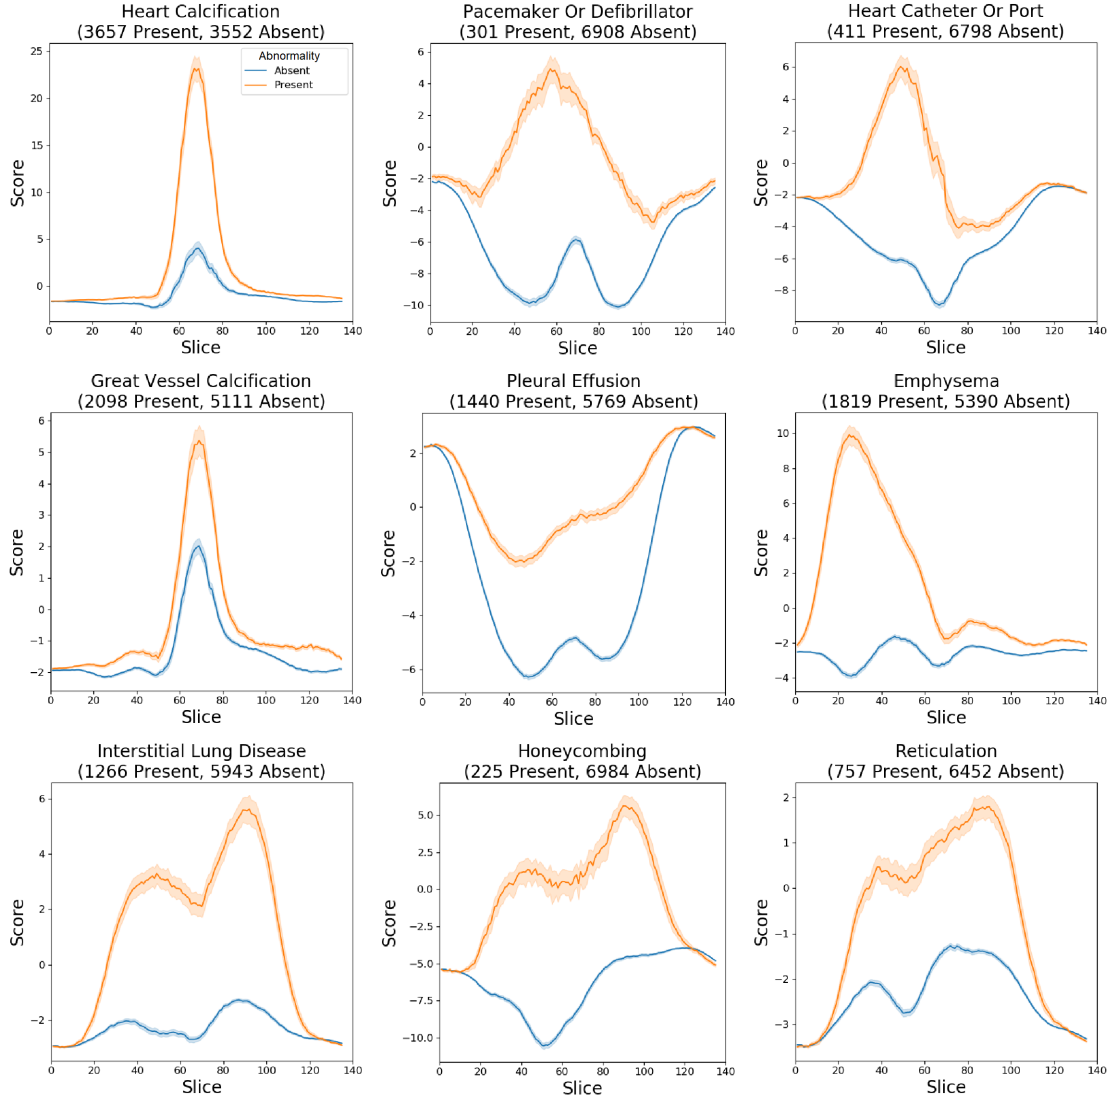 Heart Calcification
(3657 Present, 3552 Absent)
Pacemaker Or Defibrillator
(301 Present, 6908 Absent)
Heart Catheter Or Port
(411 Present, 6798 Absent)
Abnormality
Absent
Present
Score
25
20
15
10
5
0
0 20 40 60 80 100 120 140
Slice
Score
6
4
2
0
−2
−4
−6
−8
−10
0 20 40 60 80 100 120 140
Slice
Score
6
4
2
0
−2
−4
−6
−8
0 20 40 60 80 100 120 140
Slice
Great Vessel Calcification
(2098 Present, 5111 Absent)
Pleural Effusion
(1440 Present, 5769 Absent)
Emphysema
(1819 Present, 5390 Absent)
Score
6
5
4
3
2
1
0
−1
−2
0 20 40 60 80 100 120 140
Slice
Score
2
0
−2
−4
−6
0 20 40 60 80 100 120 140
Slice
Score
10
8
6
4
2
0
−2
−4
0 20 40 60 80 100 120 140
Slice
Interstitial Lung Disease
(1266 Present, 5943 Absent)
Honeycombing
(225 Present, 6984 Absent)
Reticulation
(757 Present, 6452 Absent)
Score
6
4
2
0
−2
0 20 40 60 80 100 120 140
Slice
Score
5.0
2.5
0.0
−2.5
−5.0
−7.5
−10.0
0 20 40 60 80 100 120 140
Slice
Score
2
1
0
−1
−2
−3
0 20 40 60 80 100 120 140
Slice